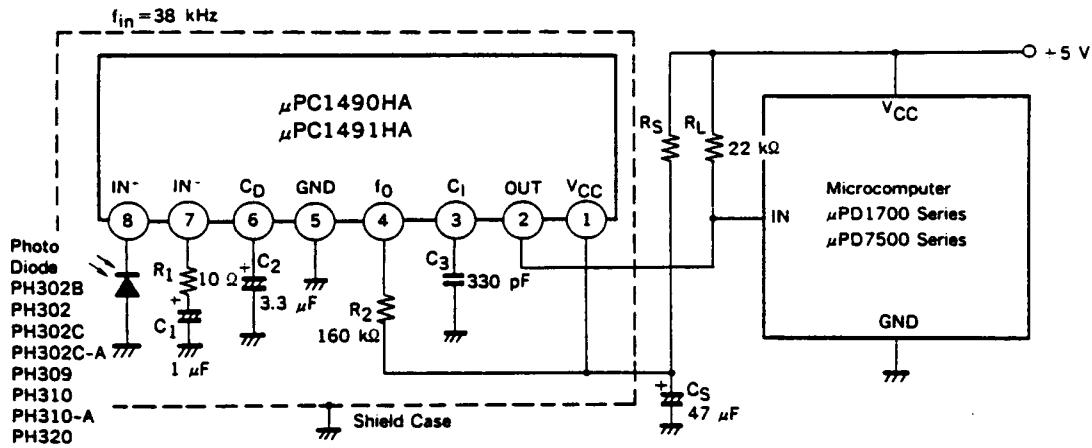 f_in = 38 kHz
+5 V
μPC1490HA
μPC1491HA
IN⁻ IN⁻ C_D GND f_0 C_I OUT V_CC
8 7 6 5 4 3 2 1
R_S R_L
22 kΩ
V_CC
Microcomputer
μPD1700 Series
μPD7500 Series
IN
GND
Photo
Diode
PH302B
PH302
PH302C
PH302C-A
PH309
PH310
PH310-A
PH320
R_1 10 Ω
+
C_1
1 μF
+ C_2
3.3 μF
R_2
160 kΩ
C_3
330 pF
+ C_S
47 μF
Shield Case